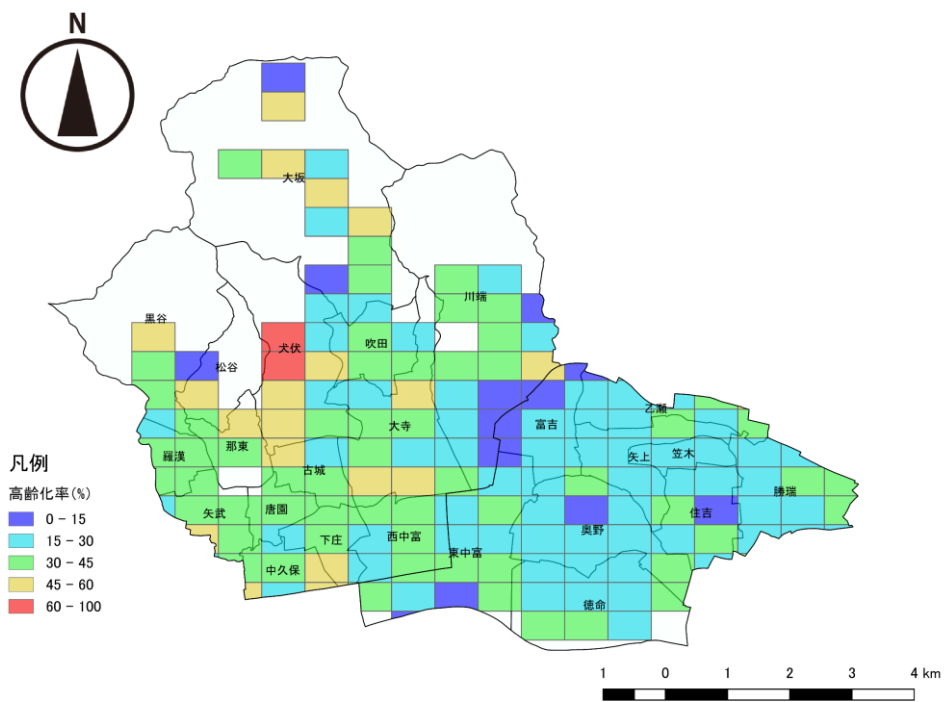 N
大坂
川端
黒谷
犬伏
吹田
松谷
乙瀬
大寺
富吉
那東
矢上
笠木
羅漢
古城
勝瑞
矢武
唐園
住吉
奥野
下庄
西中富
東中富
中久保
徳命
凡例
高齢化率(%)
0 - 15
15 - 30
30 - 45
45 - 60
60 - 100
1 0 1 2 3 4 km